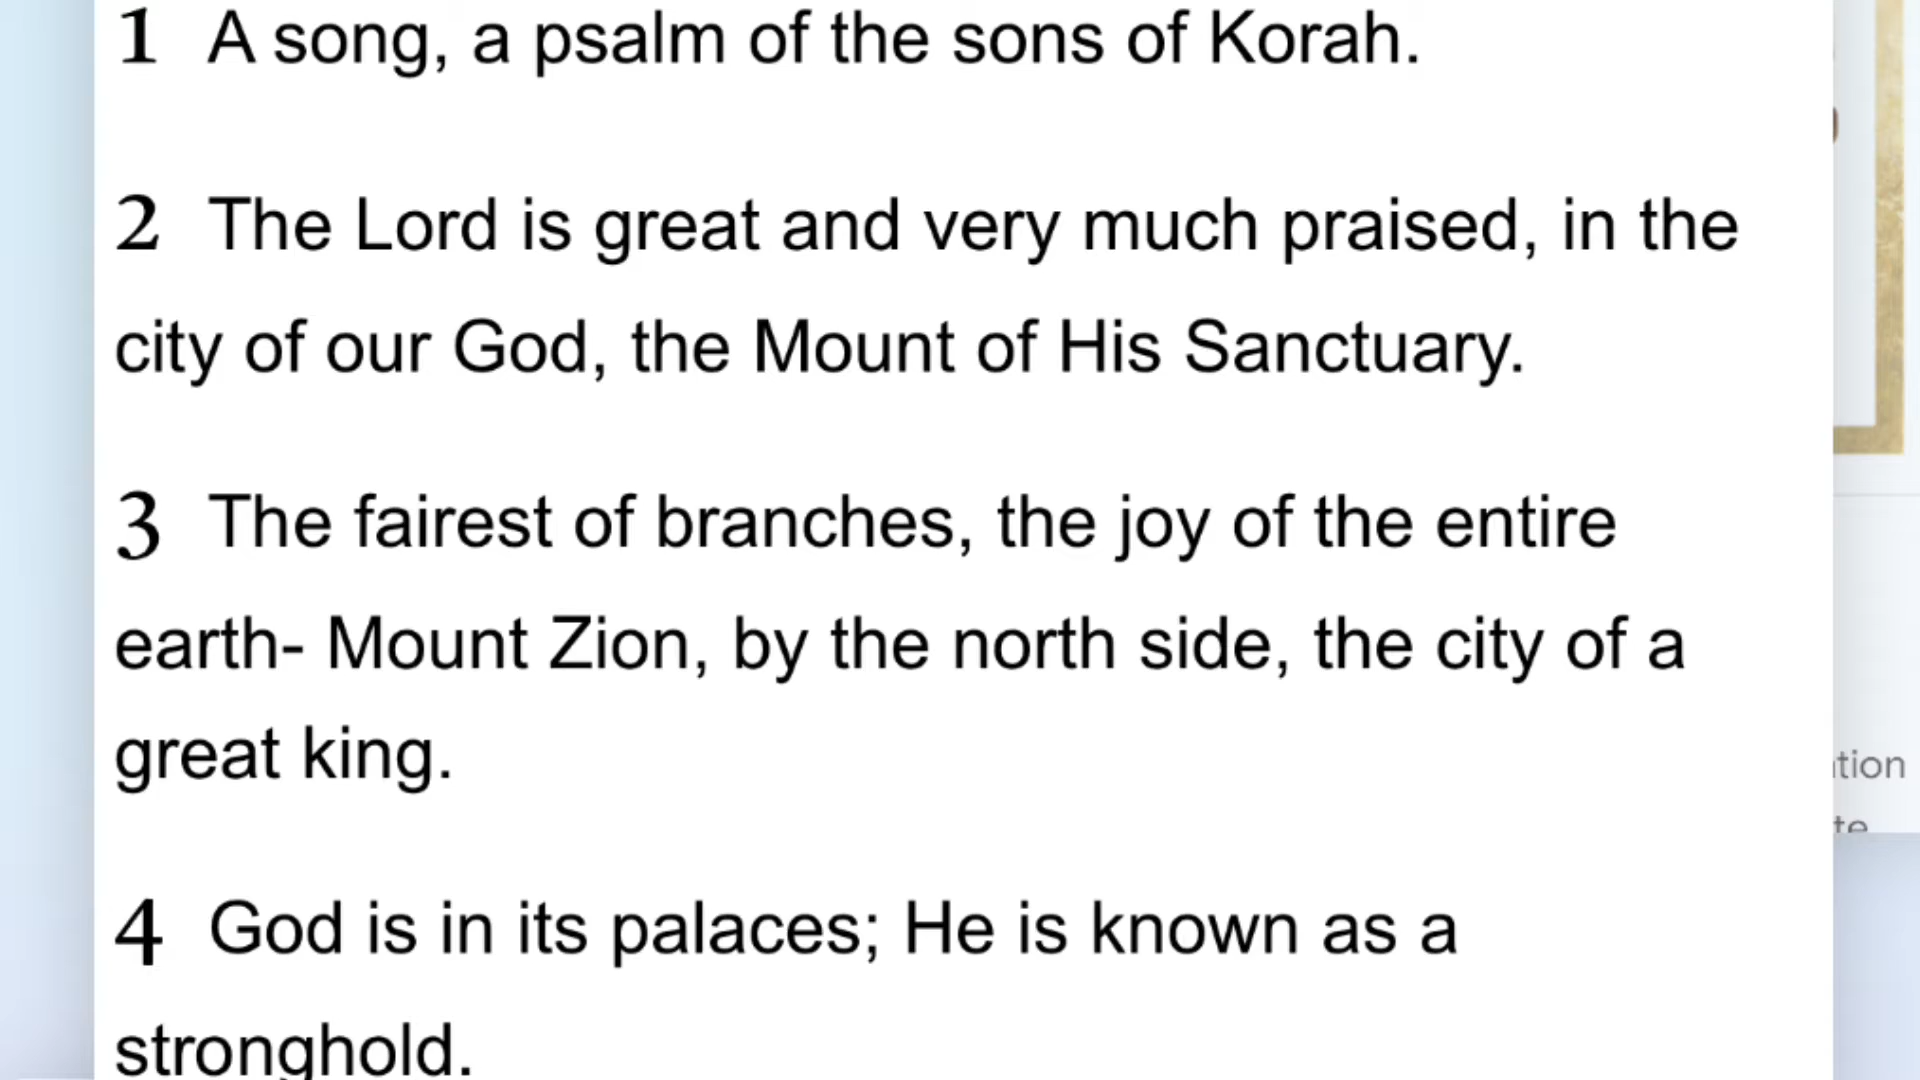 1 A song, a psalm of the sons of Korah.
2 The Lord is great and very much praised, in the
city of our God, the Mount of His Sanctuary.
3 The fairest of branches, the joy of the entire
earth- Mount Zion, by the north side, the city of a
great king.
4 God is in its palaces; He is known as a
stronghold.